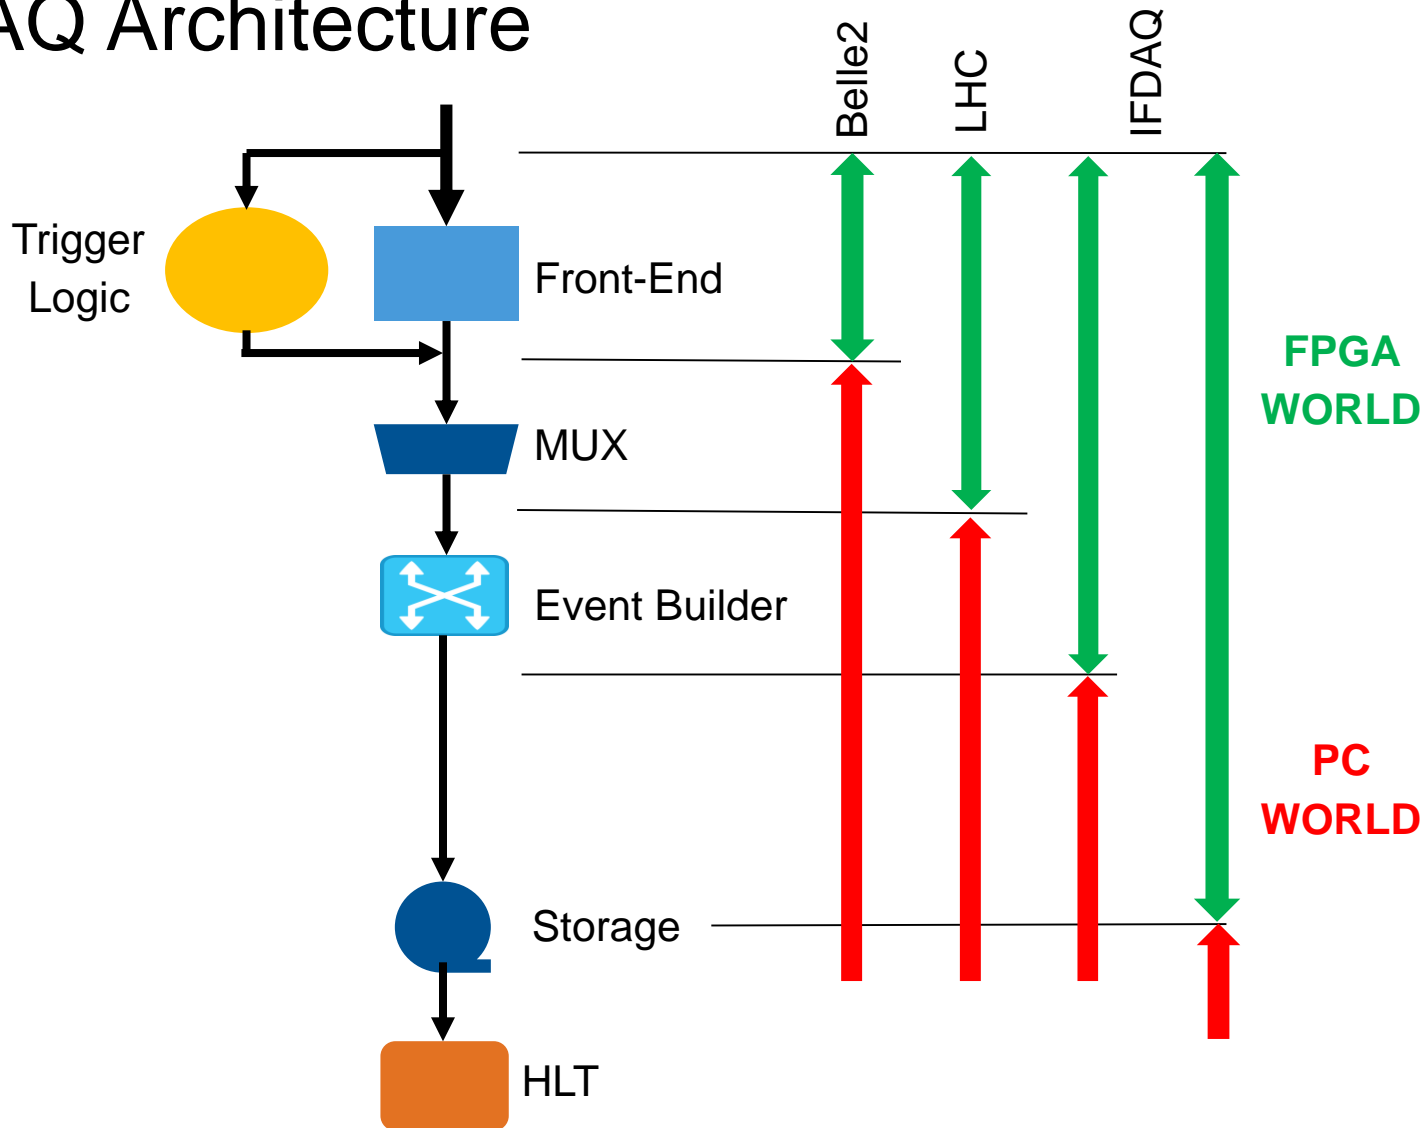 AQ Architecture
Belle2
LHC
IFDAQ
Trigger
Logic
Front-End
FPGA
WORLD
MUX
Event Builder
PC
WORLD
Storage
HLT